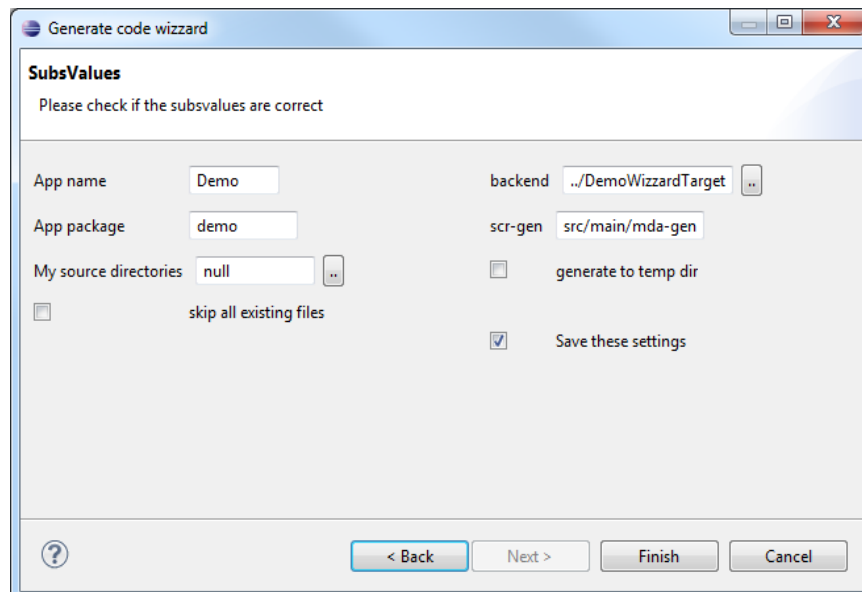 Generate code wizzard
SubsValues
Please check if the subsvalues are correct
App name Demo backend ../DemoWizzardTarget ..
App package demo scr-gen src/main/mda-gen
My source directories null .. generate to temp dir
skip all existing files
Save these settings
? < Back Next > Finish Cancel